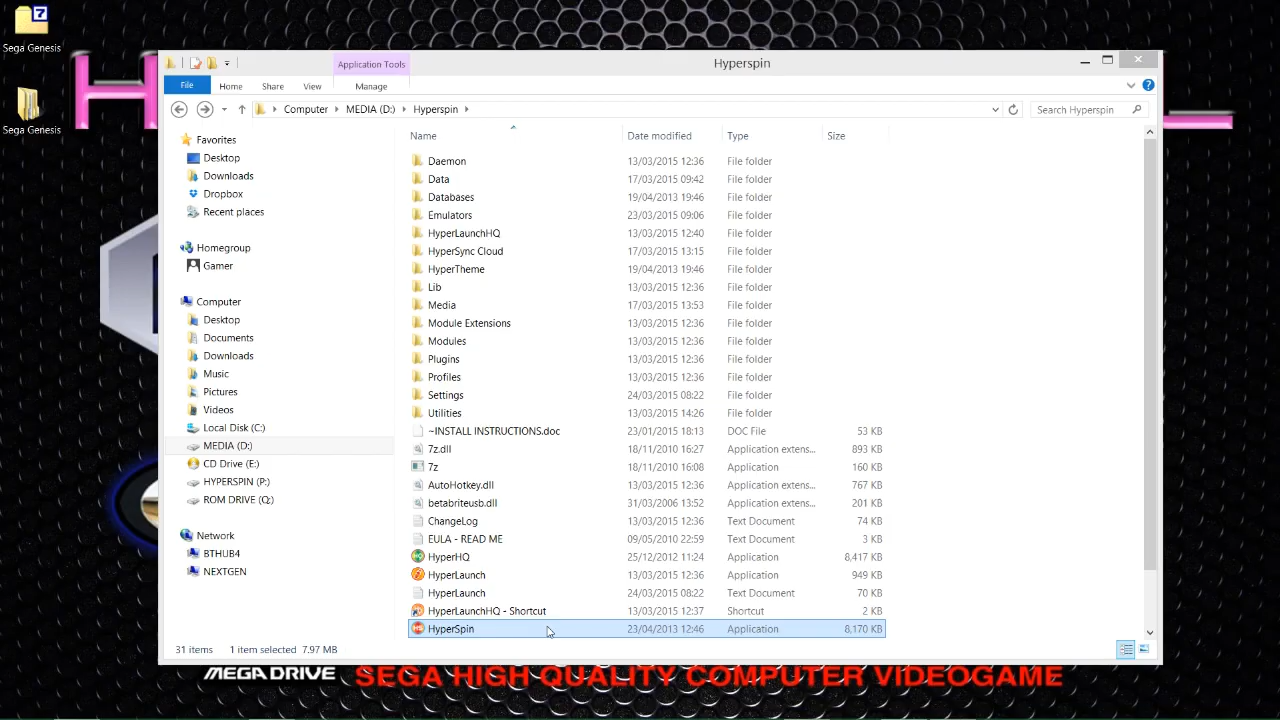 Sega Genesis
Sega Genesis
Application Tools
Hyperspin
File
Home
Share
View
Manage
Computer
MEDIA (D:)
Hyperspin
Search Hyperspin
Favorites
Desktop
Downloads
Dropbox
Recent places
Homegroup
Gamer
Computer
Desktop
Documents
Downloads
Music
Pictures
Videos
Local Disk (C:)
MEDIA (D:)
CD Drive (E:)
HYPERSPIN (P:)
ROM DRIVE (Q:)
Network
BTHUB4
NEXTGEN
Name Date modified Type Size
Daemon 13/03/2015 12:36 File folder
Data 17/03/2015 09:42 File folder
Databases 19/04/2013 19:46 File folder
Emulators 23/03/2015 09:06 File folder
HyperLaunchHQ 13/03/2015 12:40 File folder
HyperSync Cloud 17/03/2015 13:15 File folder
HyperTheme 19/04/2013 19:46 File folder
Lib 13/03/2015 12:36 File folder
Media 17/03/2015 13:53 File folder
Module Extensions 13/03/2015 12:36 File folder
Modules 13/03/2015 12:36 File folder
Plugins 13/03/2015 12:36 File folder
Profiles 13/03/2015 12:36 File folder
Settings 24/03/2015 08:22 File folder
Utilities 13/03/2015 14:26 File folder
~INSTALL INSTRUCTIONS.doc 23/01/2015 18:13 DOC File 53 KB
7z.dll 18/11/2010 16:27 Application extens... 893 KB
7z 18/11/2010 16:08 Application 160 KB
AutoHotkey.dll 13/03/2015 12:36 Application extens... 767 KB
betabriteusb.dll 31/03/2006 13:52 Application extens... 201 KB
ChangeLog 13/03/2015 12:36 Text Document 74 KB
EULA - READ ME 09/05/2010 22:59 Text Document 3 KB
HyperHQ 25/12/2012 11:24 Application 8,417 KB
HyperLaunch 13/03/2015 12:36 Application 949 KB
HyperLaunch 24/03/2015 08:22 Text Document 70 KB
HyperLaunchHQ - Shortcut 13/03/2015 12:37 Shortcut 2 KB
HyperSpin 23/04/2013 12:46 Application 8,170 KB
31 items 1 item selected 7.97 MB
MEGA DRIVE SEGA HIGH QUALITY COMPUTER VIDEOGAME